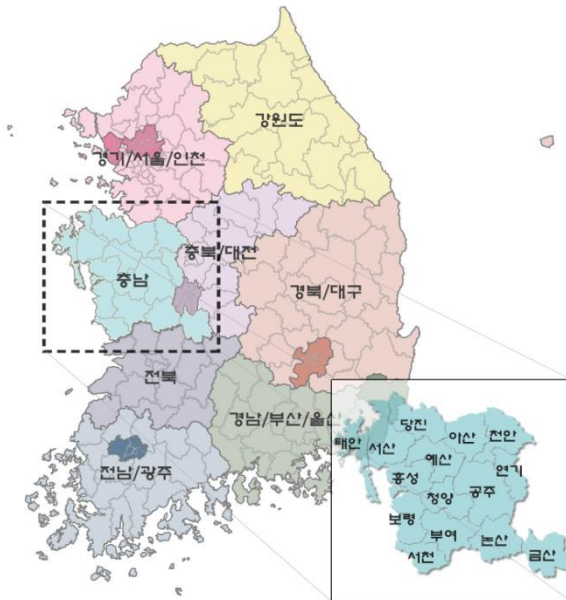 강원도
경기/서울/인천
충북/대전
충남
경북/대구
전북
경남/부산/울산
전남/광주
당진
아산
천안
태안
서산
예산
연기
홍성
청양
공주
보령
부여
논산
서천
금산